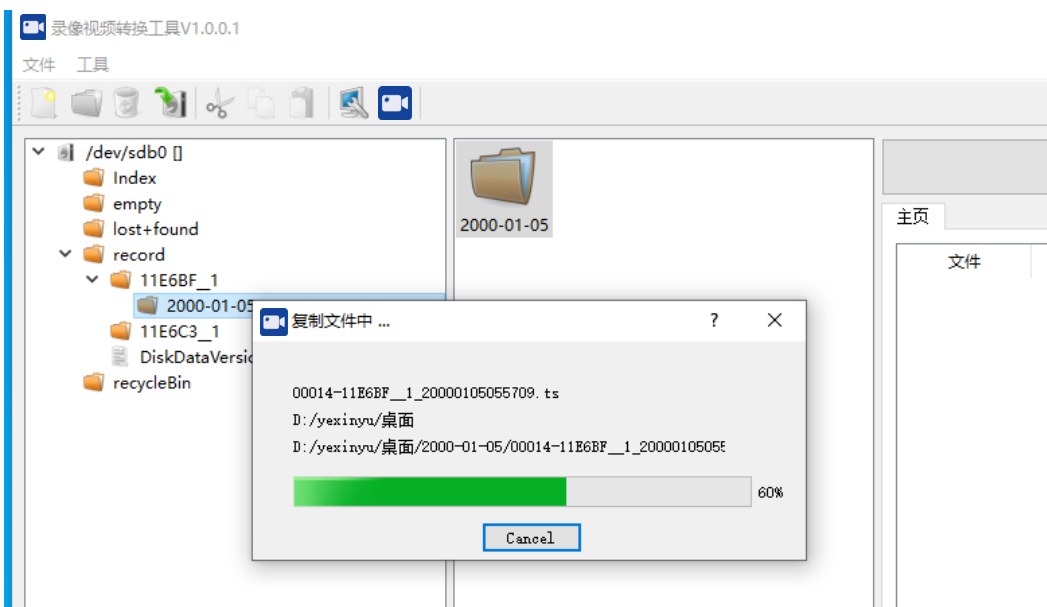 录像视频转换工具V1.0.0.1
文件 工具
/dev/sdb0 []
Index
empty
lost+found
record
11E6BF__1
2000-01-05
11E6C3__1
DiskDataVersio
recycleBin
2000-01-05
主页
文件
复制文件中 ...
?
00014-11E6BF__1_20000105055709.ts
D:/yexinyu/桌面
D:/yexinyu/桌面/2000-01-05/00014-11E6BF__1_2000010505
60%
Cancel